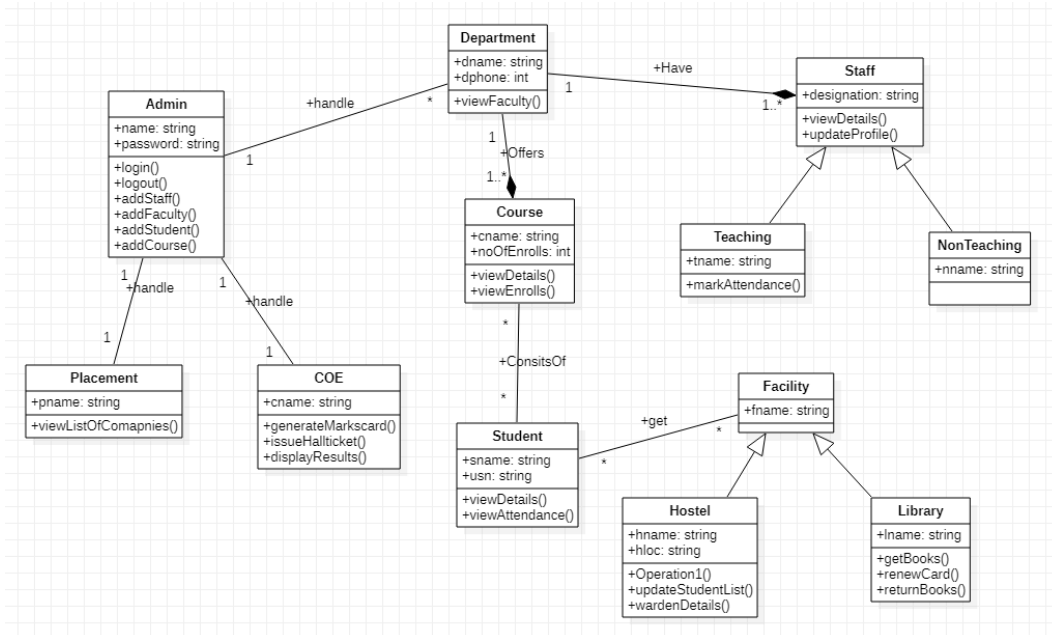 Department
+dname: string
+dphone: int
+viewFaculty()
+Have
1
1..*
Staff
+designation: string
+viewDetails()
+updateProfile()
Admin
+name: string
+password: string
+login()
+logout()
+addStaff()
+addFaculty()
+addStudent()
+addCourse()
+handle
*
1
1
+Offers
1..*
Course
+cname: string
+noOfEnrolls: int
+viewDetails()
+viewEnrolls()
Teaching
+tname: string
+markAttendance()
NonTeaching
+nname: string
1
+handle
1
1
+handle
1
Placement
+pname: string
+viewListOfComapnies()
COE
+cname: string
+generateMarkscard()
+issueHallticket()
+displayResults()
*
+ConsitsOf
*
Student
+sname: string
+usn: string
+viewDetails()
+viewAttendance()
+get
*
*
Facility
+fname: string
Hostel
+hname: string
+hloc: string
+Operation1()
+updateStudentList()
+wardenDetails()
Library
+lname: string
+getBooks()
+renewCard()
+returnBooks()